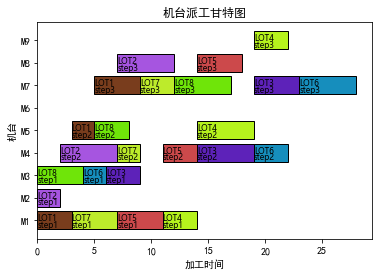 机台派工甘特图
机台
M9
LOT4
step3
M8
LOT2
step3
LOT5
step3
M7
LOT1
step3
LOT7
step3
LOT8
step3
LOT3
step3
LOT6
step3
M6
M5
LOT1
step2
LOT8
step2
LOT4
step2
M4
LOT2
step2
LOT7
step2
LOT5
step2
LOT3
step2
LOT6
step2
M3
LOT8
step1
LOT6
step1
LOT3
step1
M2
LOT2
step1
M1
LOT1
step1
LOT7
step1
LOT5
step1
LOT4
step1
0 5 10 15 20 25
加工时间